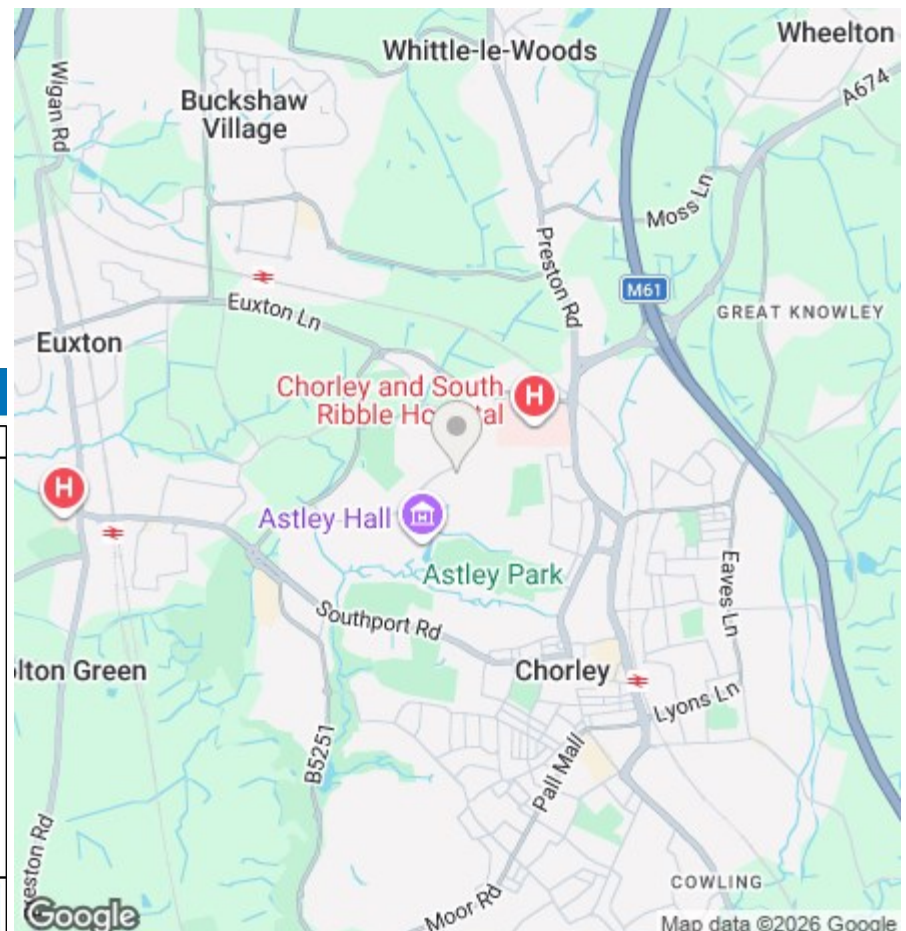 Whittle-le-Woods
Wheelton
A674
Wigan Rd
Buckshaw
Village
Moss Ln
Preston Rd
M61
Euxton Ln
GREAT KNOWLEY
Euxton
Chorley and South
Ribble Ho tal
H
H
Astley Hall
Astley Park
Eaves Ln
Southport Rd
lton Green
Chorley
Lyons Ln
B5251
Pall Mall
eston Rd
COWLING
Moor Rd
Google
Map data ©2026 Google